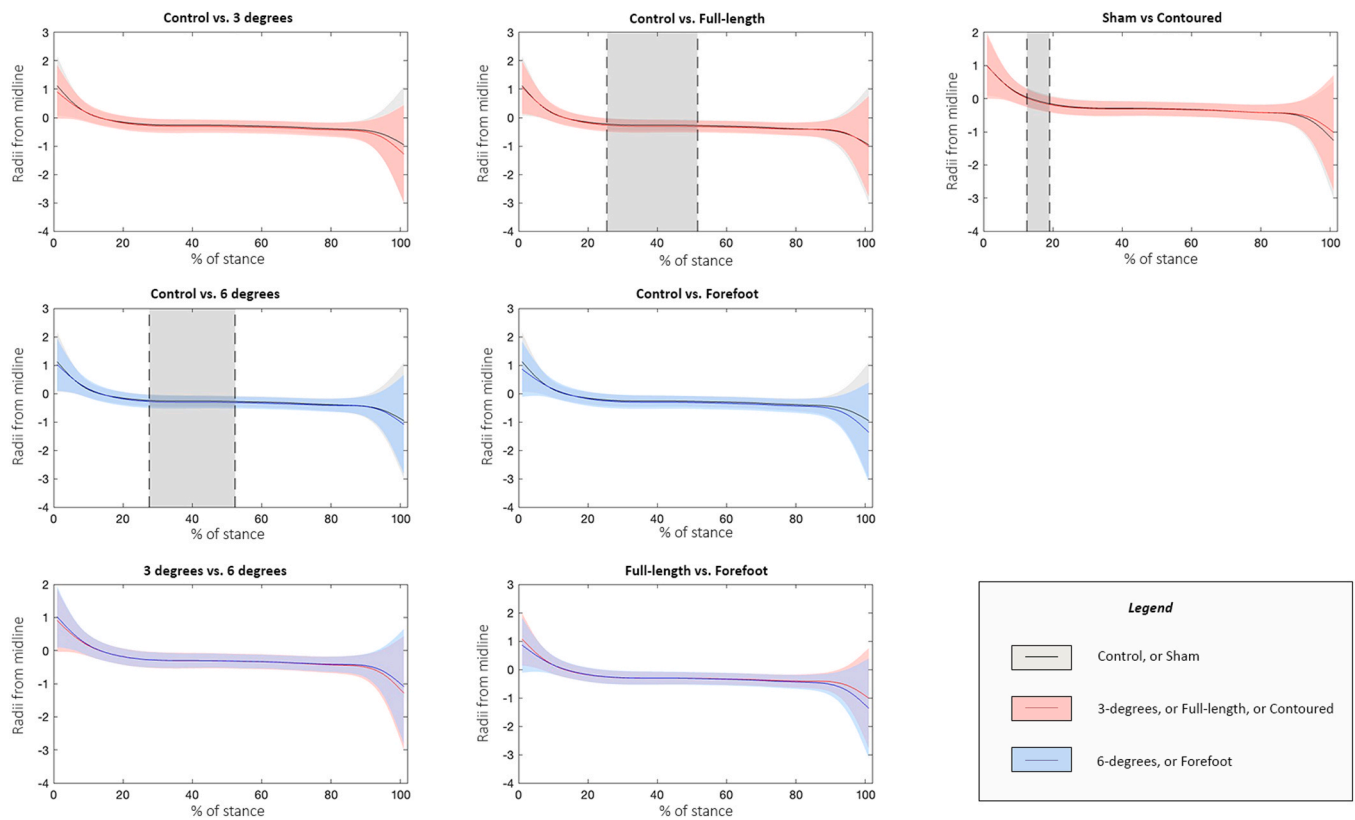 Control vs. 3 degrees
3
2
1
0
-1
-2
-3
-4
Radii from midline
0 20 40 60 80 100
% of stance
Control vs. Full-length
3
2
1
0
-1
-2
-3
-4
Radii from midline
0 20 40 60 80 100
% of stance
Sham vs Contoured
2
1
0
-1
-2
-3
-4
Radii from midline
0 20 40 60 80 100
% of stance
Control vs. 6 degrees
3
2
1
0
-1
-2
-3
-4
Radii from midline
0 20 40 60 80 100
% of stance
Control vs. Forefoot
3
2
1
0
-1
-2
-3
-4
Radii from midline
0 20 40 60 80 100
% of stance
3 degrees vs. 6 degrees
2
1
0
-1
-2
-3
-4
Radii from midline
0 20 40 60 80 100
% of stance
Full-length vs. Forefoot
3
2
1
0
-1
-2
-3
-4
Radii from midline
0 20 40 60 80 100
% of stance
Legend
Control, or Sham
3-degrees, or Full-length, or Contoured
6-degrees, or Forefoot